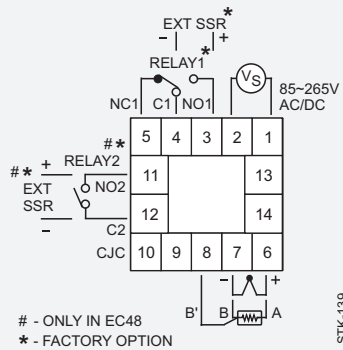 EXT SSR*
− +
RELAY1*
NC1 C1 NO1
VS
85~265V
AC/DC
5 4 3 2 1
#*
RELAY2
#* +
EXT
SSR
−
NO2
C2
11
12
13
14
CJC
10 9 8 7 6
− +
B' B A
# - ONLY IN EC48
* - FACTORY OPTION
STK-139